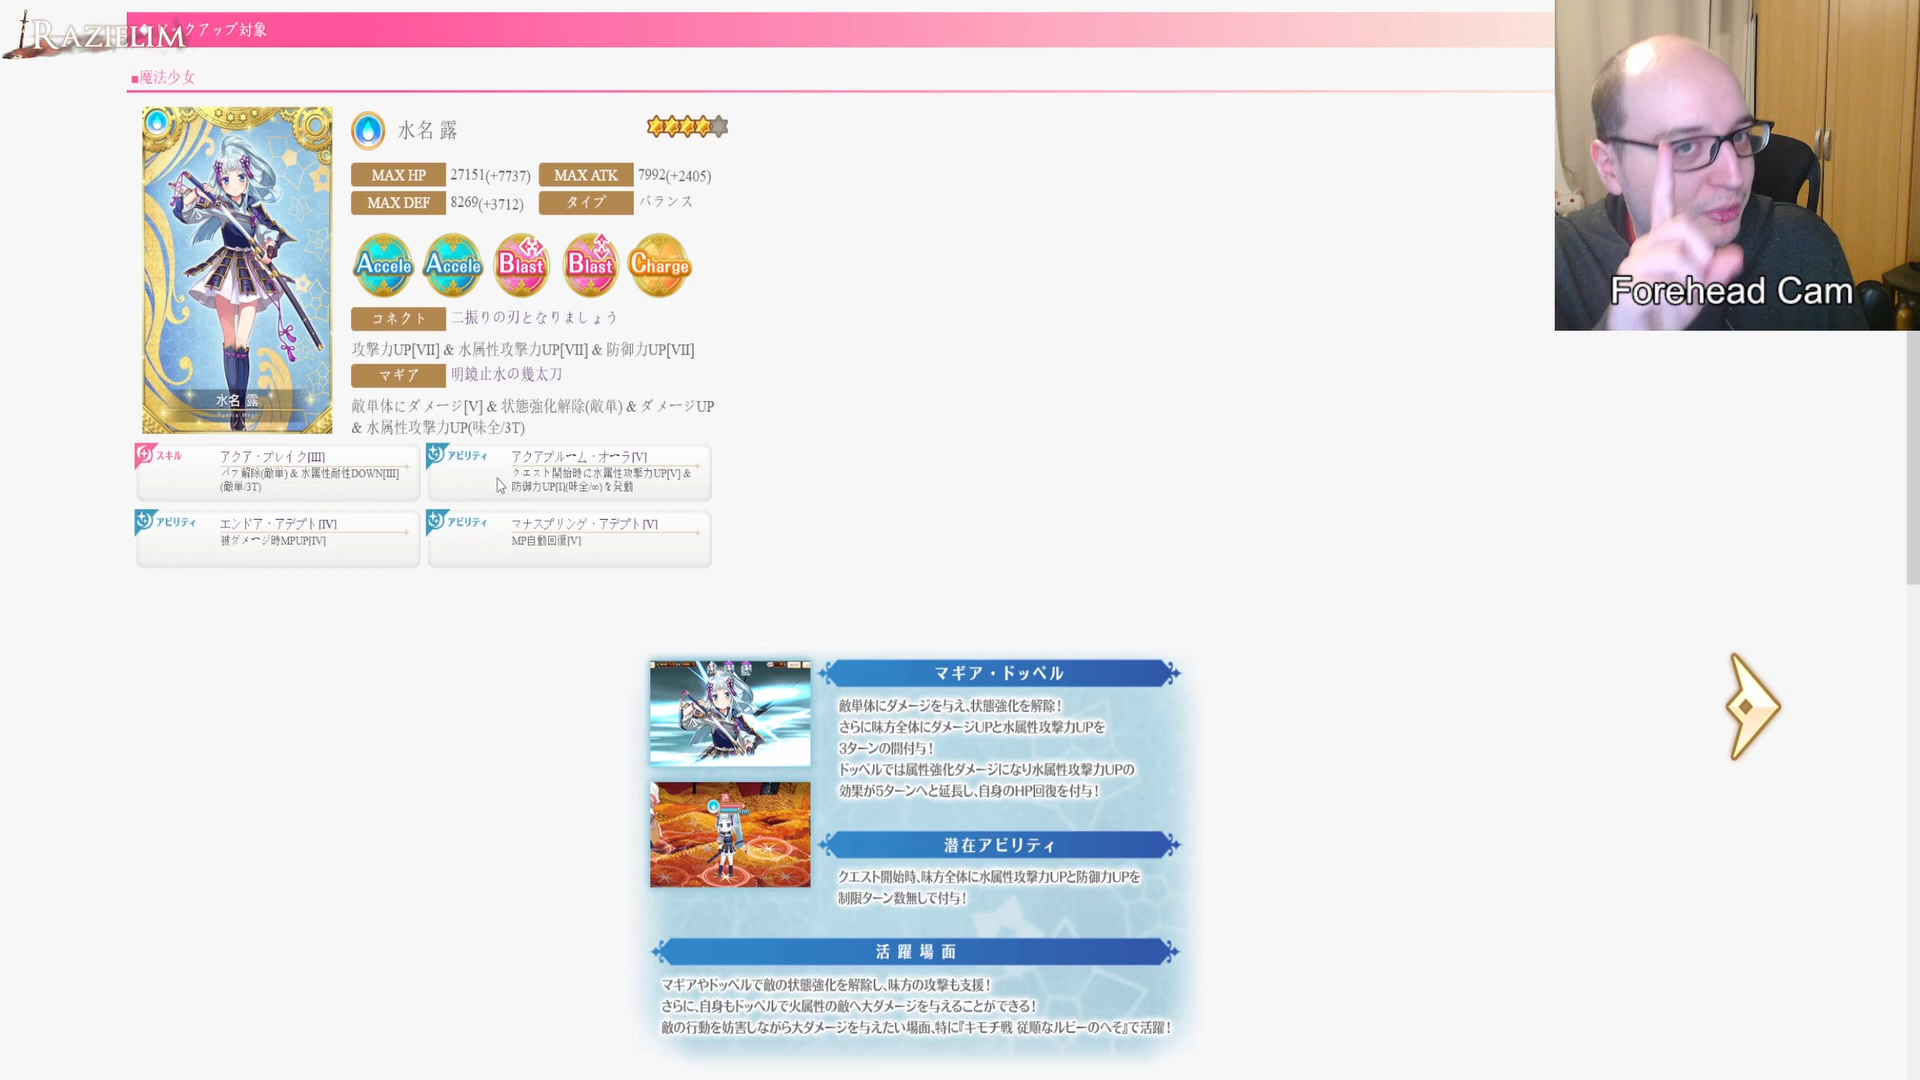 RAZIELIM
クアップ対象
■魔法少女
水名 露
MAX HP 27151(+7737) MAX ATK 7992(+2405)
MAX DEF 8269(+3712) タイプ バランス
Accele Accele Blast Blast Charge
コネクト 二振りの刃となりましょう
攻撃力UP[VII] & 水属性攻撃力UP[VII] & 防御力UP[VII]
マギア 明鏡止水の幾太刀
敵単体にダメージ[V] & 状態強化解除(敵単) & ダメージUP
& 水属性攻撃力UP(味全/3T)
水名 露
スキル アクア・ブレイク[III]
バフ解除(敵単) & 水属性耐性DOWN[III]
(敵単/3T)
アビリティ アクアプルーム・オーラ[V]
クエスト開始時に水属性攻撃力UP[V] &
防御力UP[I](味全/∞)を発動
アビリティ エンドア・アデプト[IV]
被ダメージ時MPUP[IV]
アビリティ マナスプリング・アデプト[V]
MP自動回復[V]
Forehead Cam
マギア・ドッペル
敵単体にダメージを与え、状態強化を解除!
さらに味方全体にダメージUPと水属性攻撃力UPを
3ターンの間付与!
ドッペルでは属性強化ダメージになり水属性攻撃力UPの
効果が5ターンへと延長し、自身のHP回復を付与!
潜在アビリティ
クエスト開始時、味方全体に水属性攻撃力UPと防御力UPを
制限ターン数無しで付与!
活躍場面
マギアやドッペルで敵の状態強化を解除し、味方の攻撃も支援!
さらに、自身もドッペルで火属性の敵へ大ダメージを与えることができる!
敵の行動を妨害しながら大ダメージを与えたい場面、特に『キモチ戦 従順なルビーのへそ』で活躍!